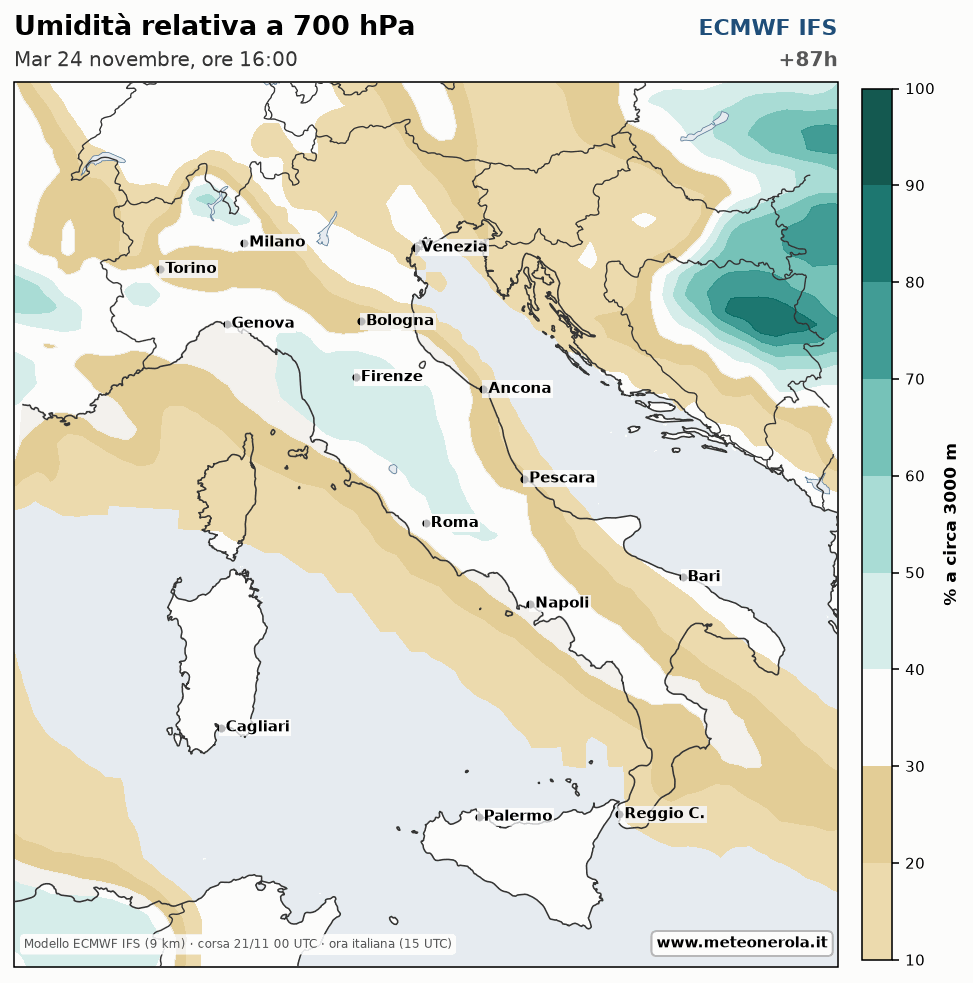 Umidità relativa a 700 hPa
ECMWF IFS
Mar 24 novembre, ore 16:00
+87h
Milano
Venezia
Torino
Genova
Bologna
Firenze
Ancona
Pescara
Roma
Bari
Napoli
Cagliari
Palermo
Reggio C.
100
90
80
70
60
50
40
30
20
10
% a circa 3000 m
Modello ECMWF IFS (9 km) · corsa 21/11 00 UTC · ora italiana (15 UTC)
www.meteonerola.it